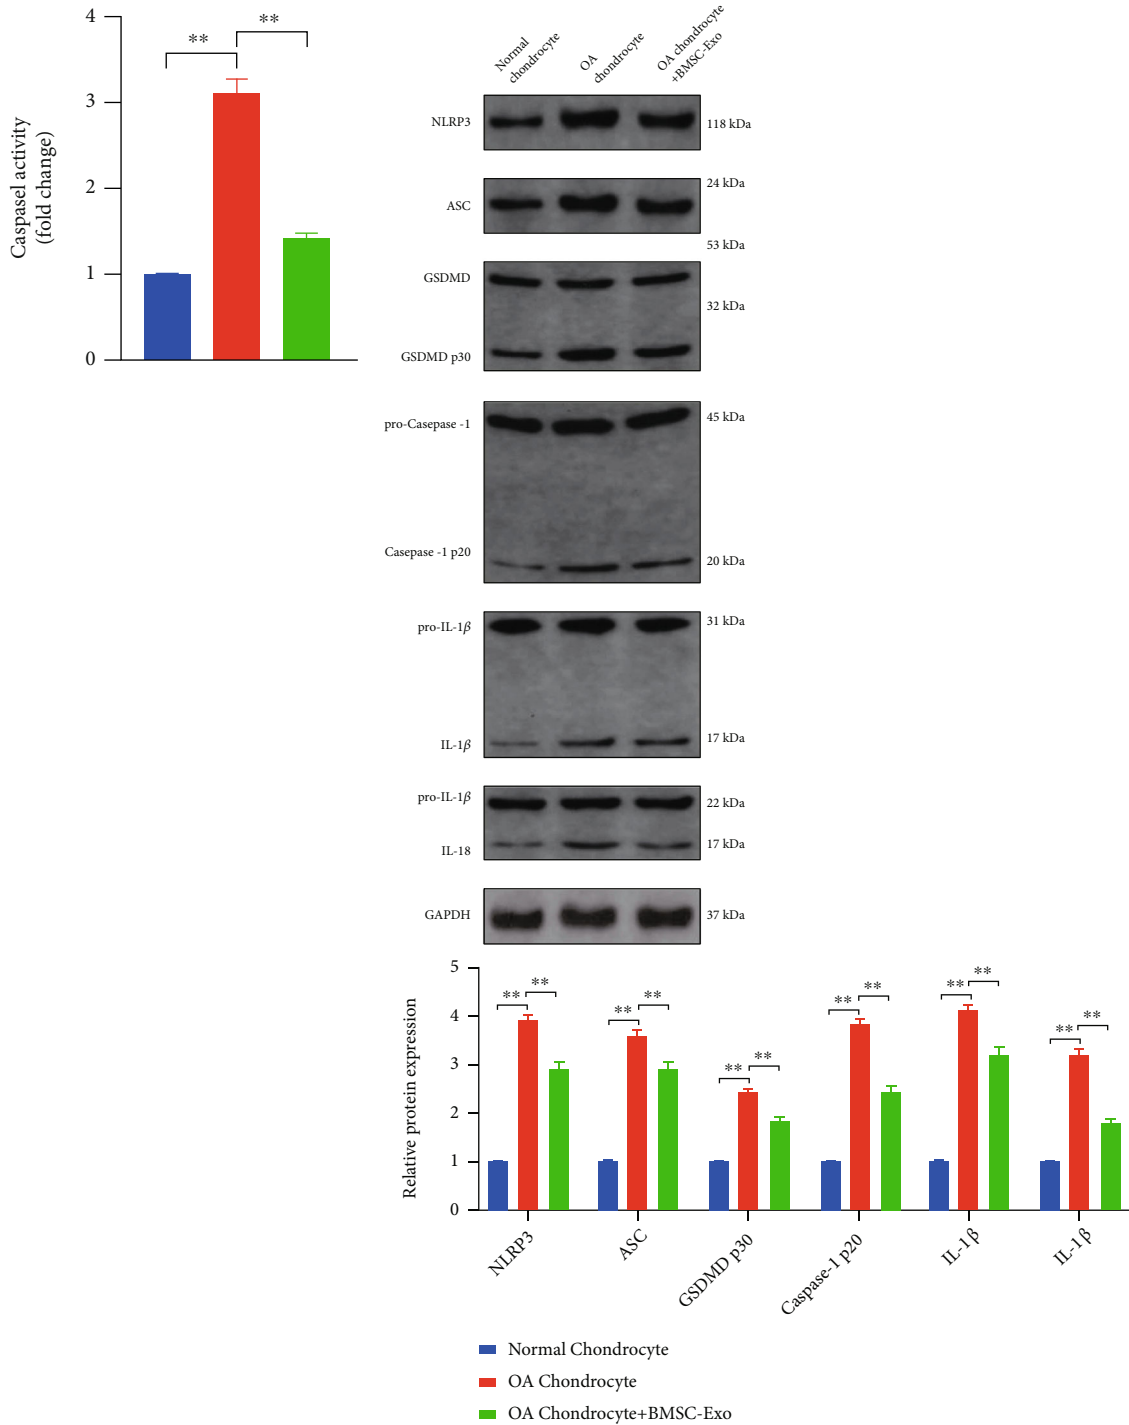 4
3
2
1
0
Caspasel activity
(fold change)
**
**
Normal
chondrocyte
OA
chondrocyte
OA chondrocyte
+BMSC-Exo
NLRP3
118 kDa
24 kDa
ASC
53 kDa
GSDMD
32 kDa
GSDMD p30
pro-Casepase -1
45 kDa
Casepase -1 p20
20 kDa
pro-IL-1β
31 kDa
IL-1β
17 kDa
pro-IL-1β
22 kDa
IL-18
17 kDa
GAPDH
37 kDa
5
4
3
2
1
0
Relative protein expression
** **
** **
** **
** **
** **
** **
NLRP3
ASC
GSDMD p30
Caspase-1 p20
IL-1β
IL-1β
Normal Chondrocyte
OA Chondrocyte
OA Chondrocyte+BMSC-Exo